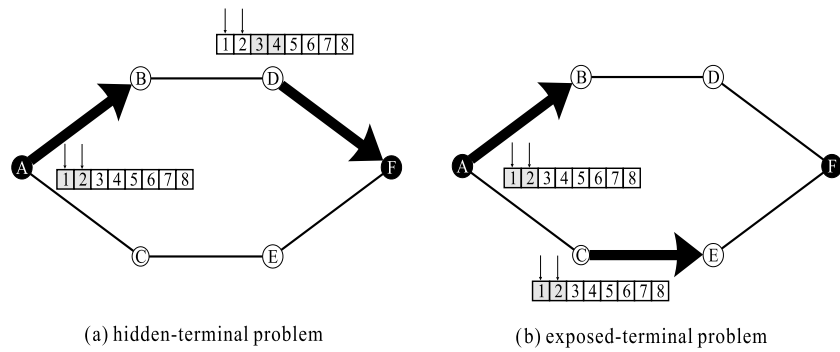 1 2 3 4 5 6 7 8
B D
A F
1 2 3 4 5 6 7 8
C E
(a) hidden-terminal problem
B D
A F
1 2 3 4 5 6 7 8
C E
1 2 3 4 5 6 7 8
(b) exposed-terminal problem